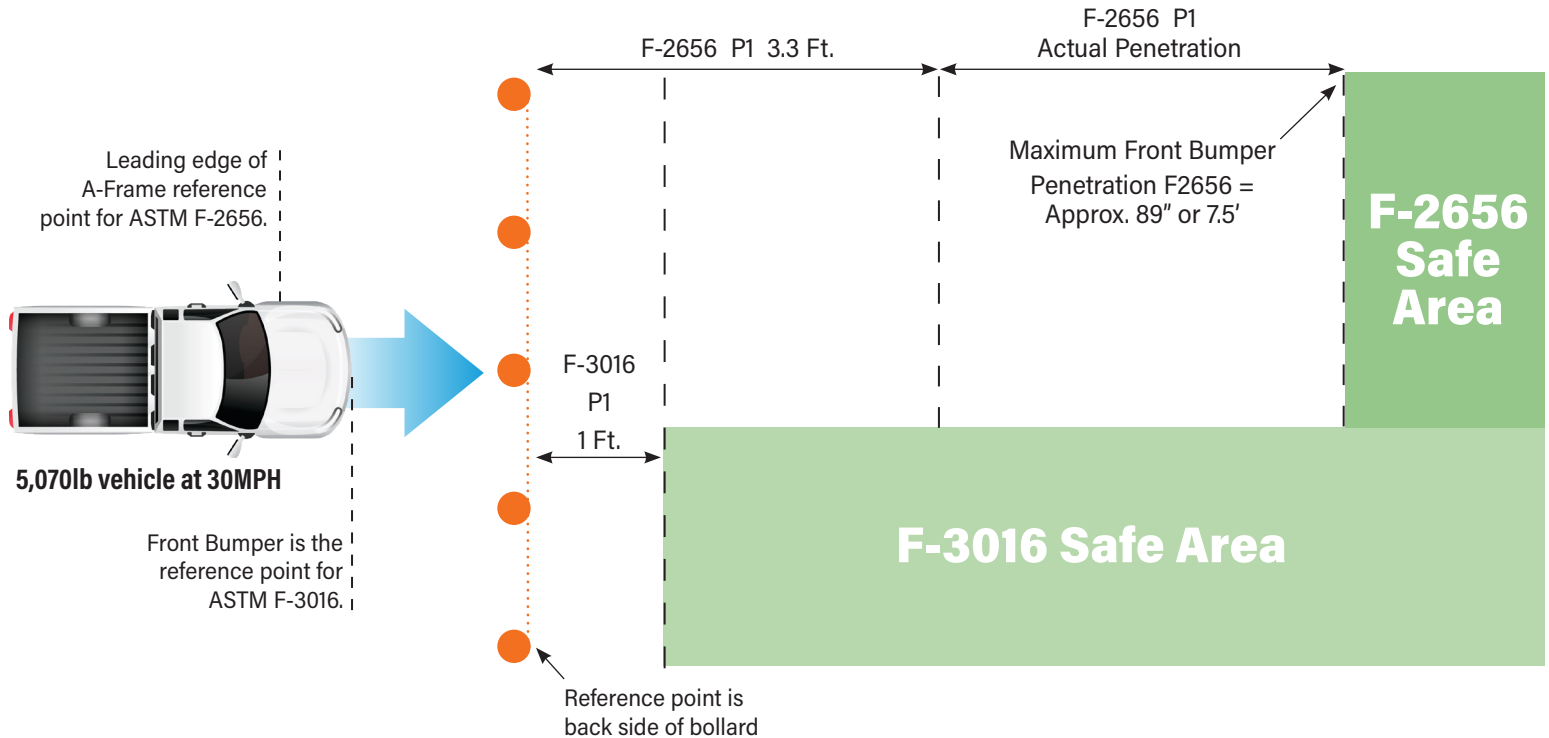 F-2656 P1 3.3 Ft.
F-2656 P1
Actual Penetration
Leading edge of
A-Frame reference
point for ASTM F-2656.
Maximum Front Bumper
Penetration F2656 =
Approx. 89” or 7.5’
F-2656
Safe
Area
F-3016
P1
1 Ft.
5,070lb vehicle at 30MPH
Front Bumper is the
reference point for
ASTM F-3016.
F-3016 Safe Area
Reference point is
back side of bollard